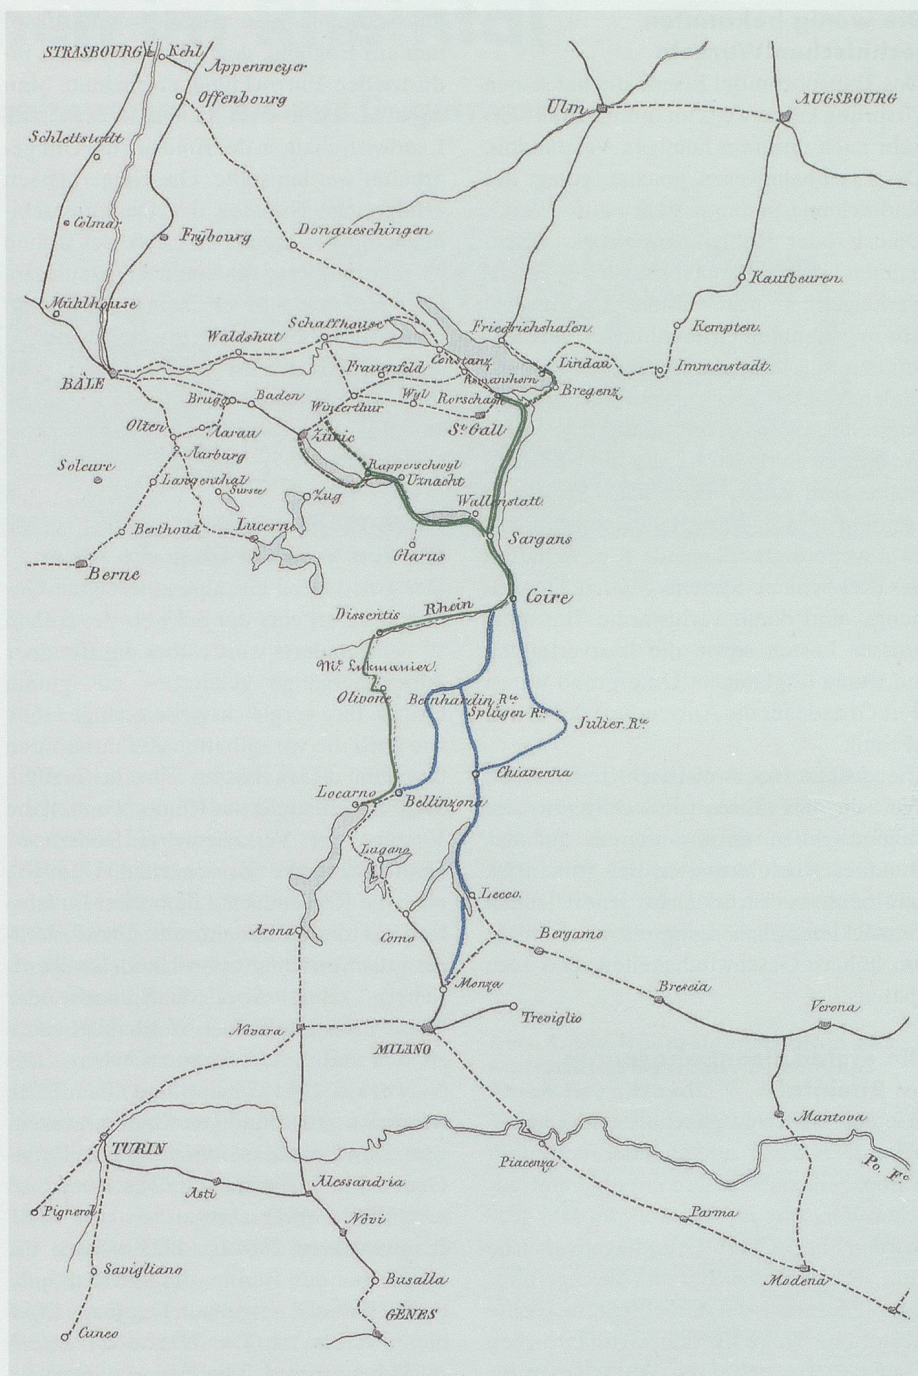 STRASBOURG
Kehl
Appenweyer
Offenbourg
Ulm
AUGSBOURG
Schlettstadt
Colmar
Frÿbourg
Donaueschingen
Kaufbeuren.
Mühlhouse
Schaffhouse
Friedrichshafen.
Kempten.
Waldshut
Constanz
Lindau
Immenstadt.
BÂLE
Frauenfeld
Romanshorn
Bregenz
Brugg
Baden
Winterthur
Wyl
Rorschach
Olten
Aarau
Züric
St Gall
Aarburg
Soleure
Rapperschwyl
Langenthal
Uznacht
Sursee
Zug
Wallenstatt.
Berthoud
Lucerne
Sargans
Glarus
Berne
Coire
Rhein
Dissentis
Mt Lukmanier.
Olivone
Bernhardin Rte
Splügen Rte
Julier. Rte
Chiavenna
Locarno
Bellinzona
Lugano
Lecco.
Arona
Como
Bergamo
Monza
Brescia
Verona
Treviglio
Novara
MILANO
Mantova
TURIN
Piacenza
Po. Fe
Asti
Alessandria
Pignerol
Novi
Parma
Savigliano
Busalla
Modena
GÈNES
Cuneo